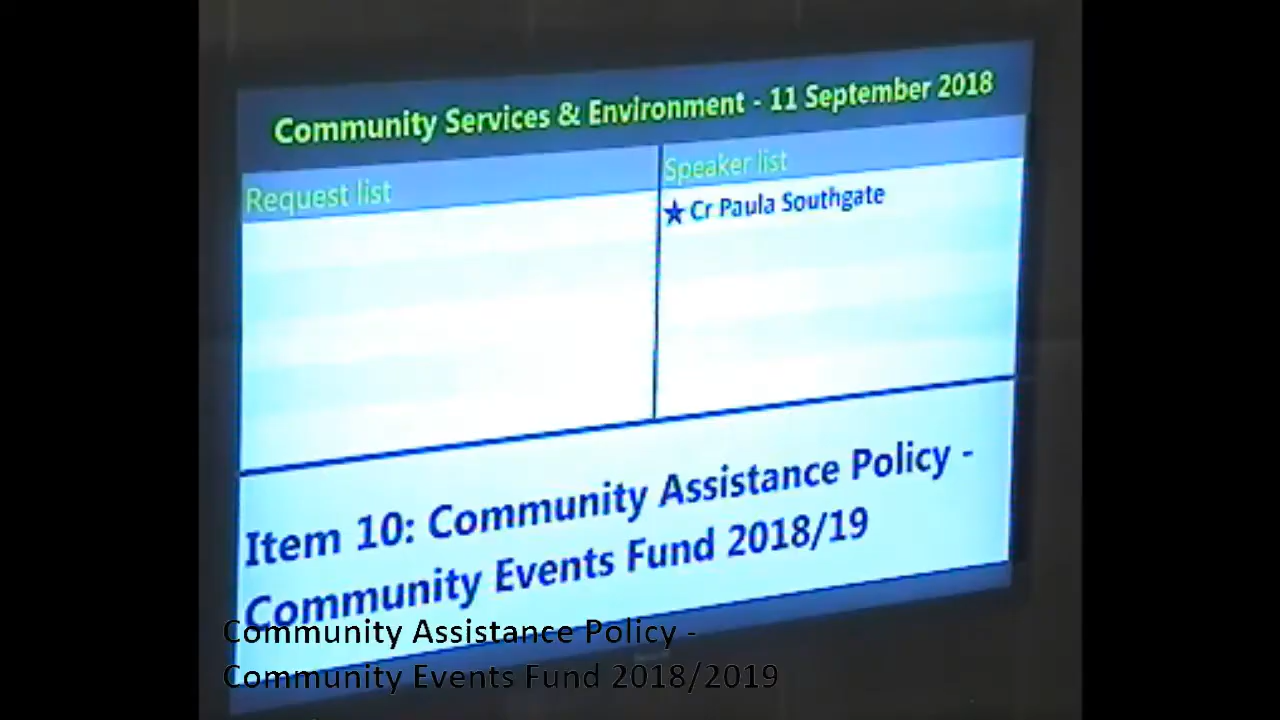 Community Services & Environment - 11 September 2018
Request list
Speaker list
★ Cr Paula Southgate
Item 10: Community Assistance Policy -
Community Events Fund 2018/19
Community Assistance Policy -
Community Events Fund 2018/2019